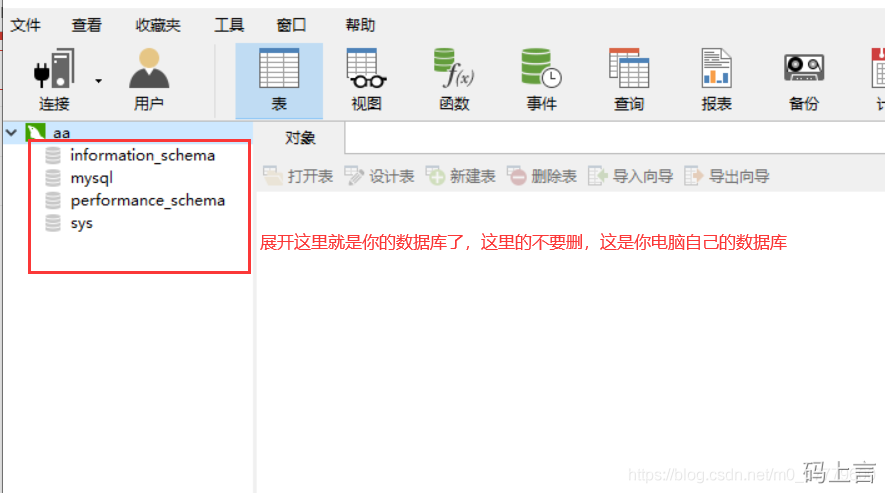 文件 查看 收藏夹 工具 窗口 帮助
连接 用户 表 视图 函数 事件 查询 报表 备份
f(x)
aa
对象
information_schema
mysql
performance_schema
sys
打开表 设计表 新建表 删除表 导入向导 导出向导
展开这里就是你的数据库了，这里的不要删，这是你电脑自己的数据库
https://blog.csdn.net/m0_
码上言